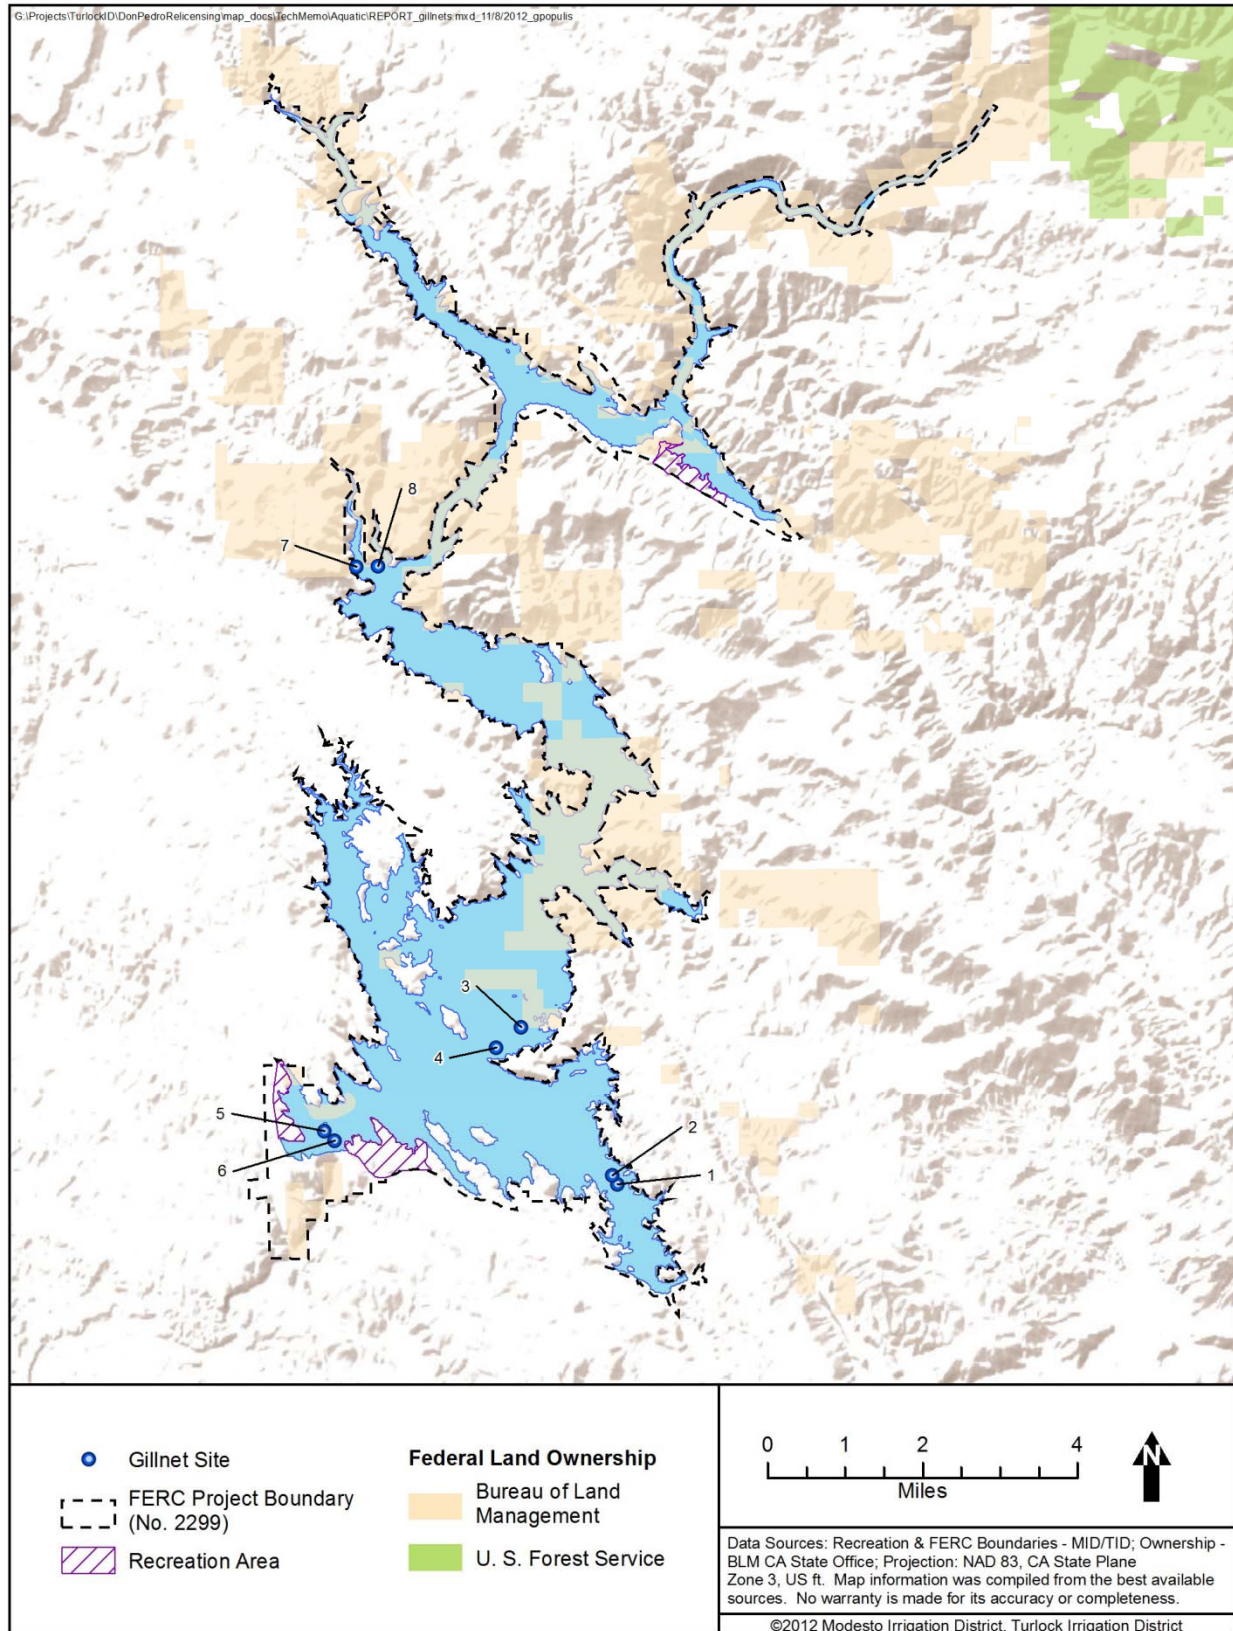 G:\Projects\TurlockID\DonPedroRelicensing\map_docs\TechMemo\Aquatic\REPORT_gillnets.mxd_11/8/2012_gpopulis
8
7
3
4
5
2
6
1
Gillnet Site
FERC Project Boundary
(No. 2299)
Recreation Area
Federal Land Ownership
Bureau of Land
Management
U. S. Forest Service
0 1 2 4
Miles
N
Data Sources: Recreation & FERC Boundaries - MID/TID; Ownership -
BLM CA State Office; Projection: NAD 83, CA State Plane
Zone 3, US ft. Map information was compiled from the best available
sources. No warranty is made for its accuracy or completeness.
©2012 Modesto Irrigation District, Turlock Irrigation District